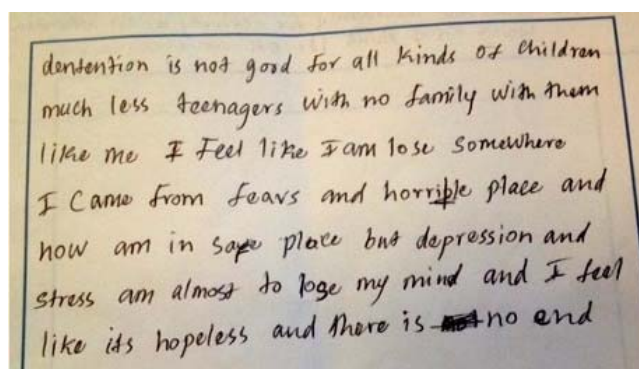 dentention is not good for all kinds of children
much less teenagers with no family with them
like me I Feel like I am lose somewhere
I came from fears and horrible place and
now am in safe place but depression and
stress am almost to lose my mind and I feel
like its hopeless and there is no end